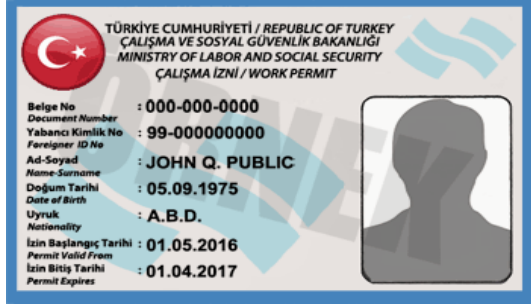 TÜRKİYE CUMHURİYETİ / REPUBLIC OF TURKEY
ÇALIŞMA VE SOSYAL GÜVENLİK BAKANLIĞI
MINISTRY OF LABOR AND SOCIAL SECURITY
ÇALIŞMA İZNİ / WORK PERMIT
Belge No : 000-000-0000
Document Number
Yabancı Kimlik No : 99-000000000
Foreigner ID No
Ad-Soyad : JOHN Q. PUBLIC
Name-Surname
Doğum Tarihi : 05.09.1975
Date of Birth
Uyruk : A.B.D.
Nationality
İzin Başlangıç Tarihi : 01.05.2016
Permit Valid From
İzin Bitiş Tarihi : 01.04.2017
Permit Expires
ÖRNEK